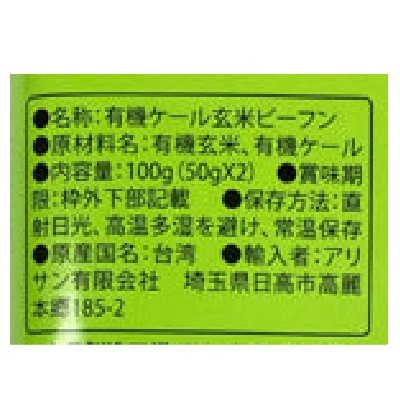 ●名称：有機ケール玄米ビーフン
●原材料名：有機玄米、有機ケール
●内容量：100g（50gX2）　●賞味期
限：枠外下部記載　●保存方法：直
射日光、高温多湿を避け、常温保存
●原産国名：台湾　●輸入者：アリ
サン有限会社　埼玉県日高市高麗
本郷185-2